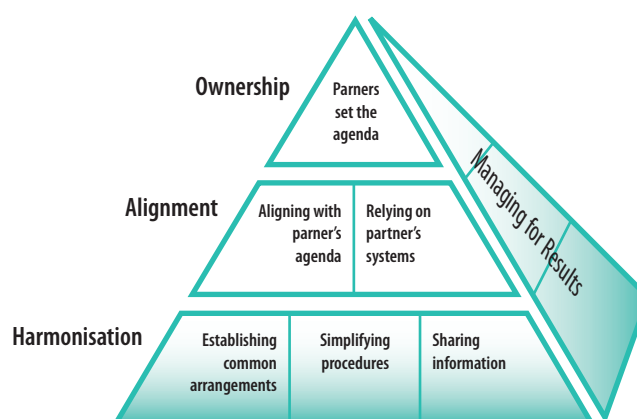 Ownership
Parners
set the
agenda
Alignment
Aligning with
parner's
agenda
Relying on
partner's
systems
Managing for Results
Harmonisation
Establishing
common
arrangements
Simplifying
procedures
Sharing
information